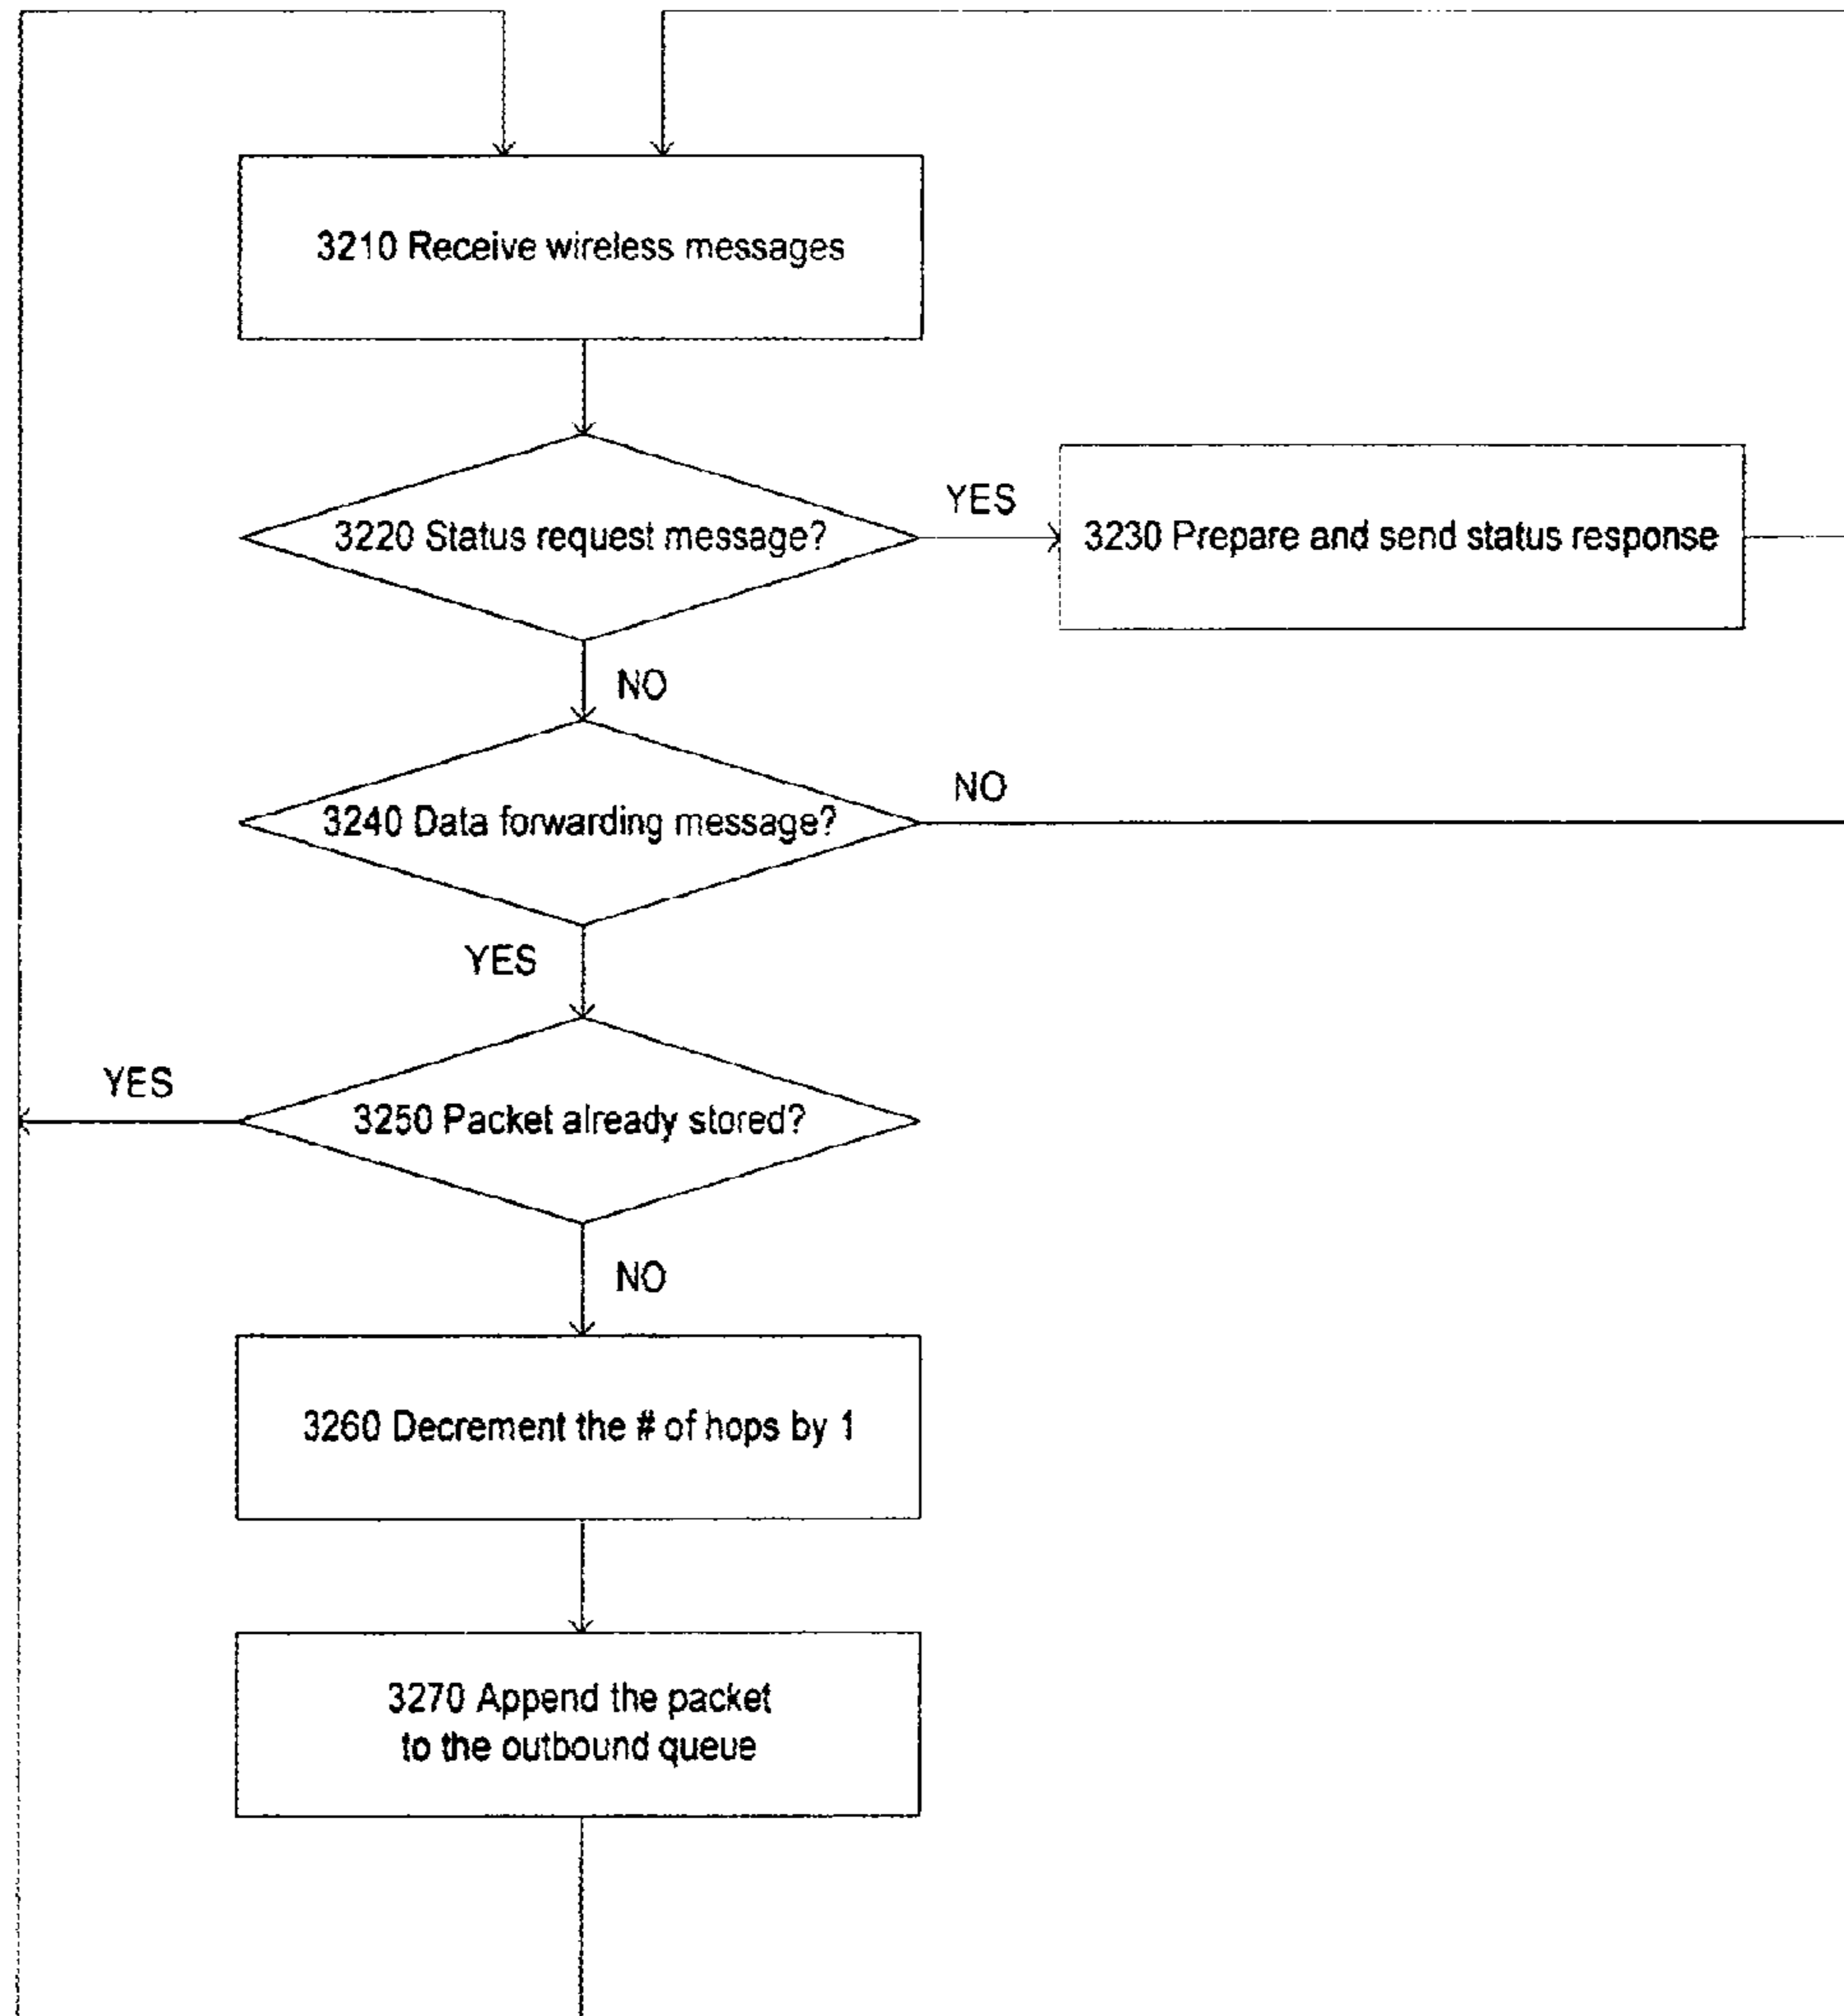 3210 Receive wireless messages
3220 Status request message?
YES
3230 Prepare and send status response
NO
3240 Data forwarding message?
NO
YES
3250 Packet already stored?
YES
NO
3260 Decrement the # of hops by 1
3270 Append the packet
to the outbound queue